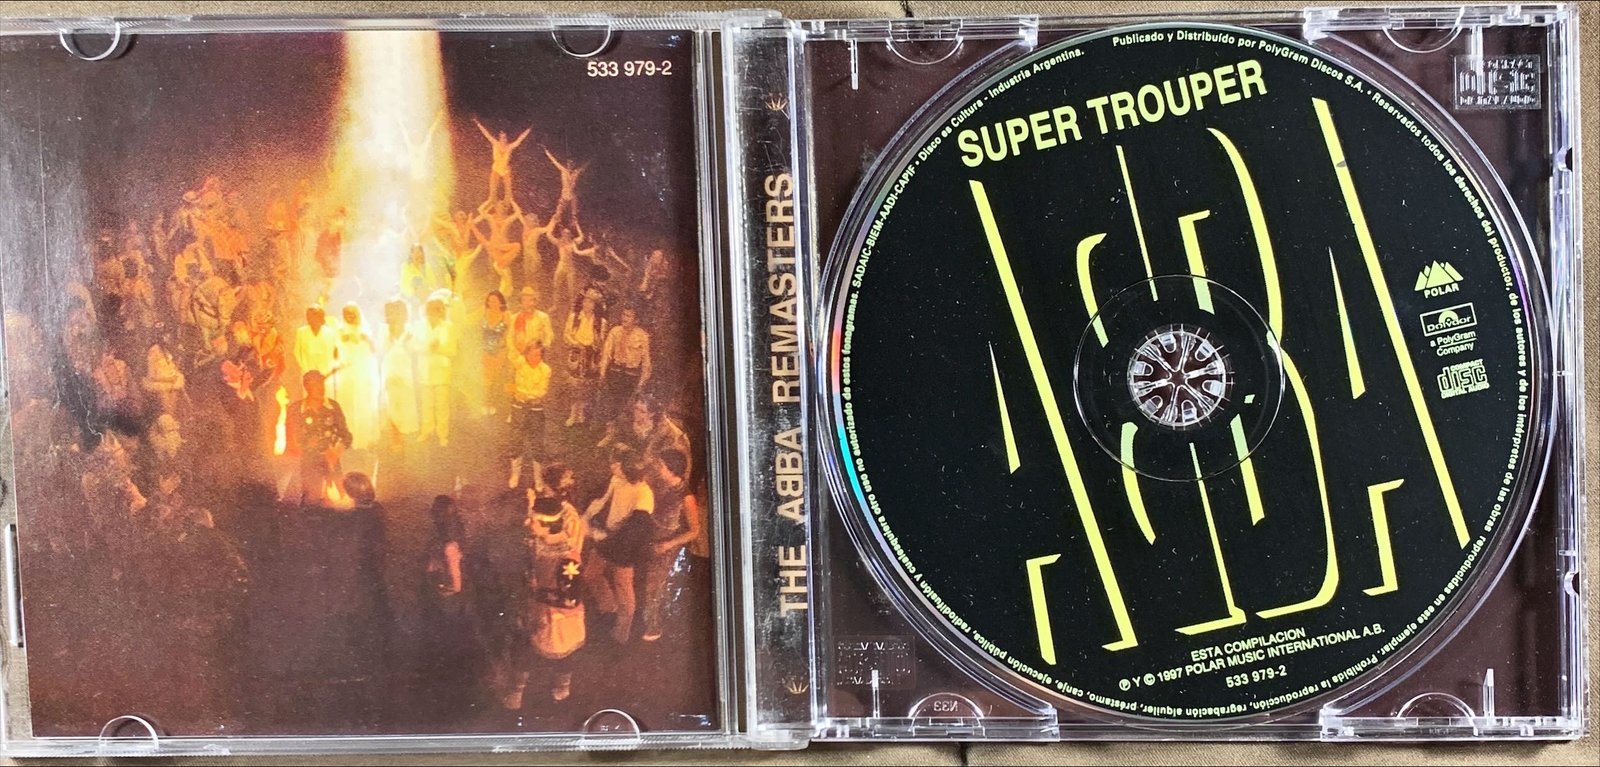 533 979-2
THE ABBA REMASTERS
SUPER TROUPER
ABBA
POLAR
Polydor
a PolyGram
Company
COMPACT
disc
DIGITAL AUDIO
ESTA COMPILACION
Ⓟ Y © 1997 POLAR MUSIC INTERNATIONAL A.B.
533 979-2
Disco es Cultura - Industria Argentina. Publicado y Distribuído por PolyGram Discos S.A. • Reservados todos los derechos del productor, de los autores y de los intérpretes de las obras reproducidas en este ejemplar. Prohibida la reproducción, regrabación alquiler, préstamo, canje, ejecución pública, radiodifusión y cualesquiera otro uso no autorizado de estos fonogramas. SADAIC-BIEM-AADI-CAPIF •
N33